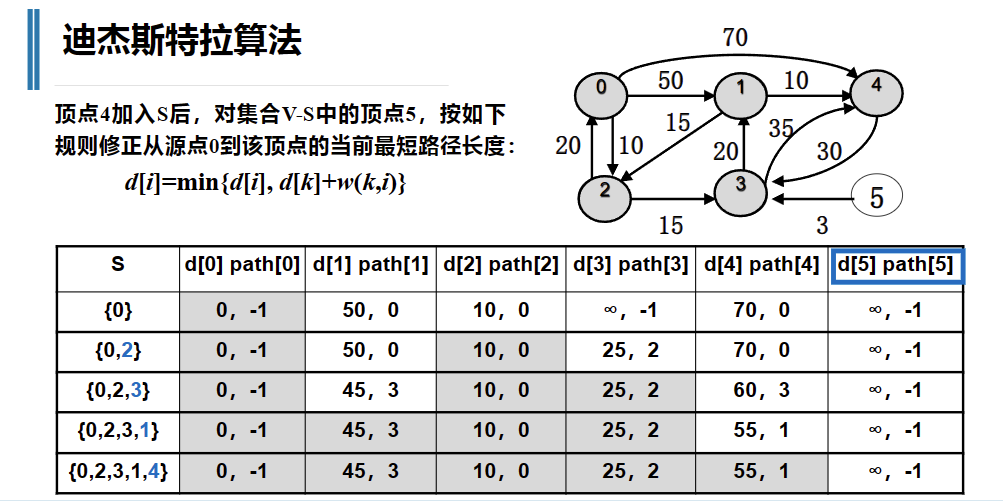 迪杰斯特拉算法
顶点4加入S后，对集合V-S中的顶点5，按如下
规则修正从源点0到该顶点的当前最短路径长度：
d[i]=min{d[i], d[k]+w(k,i)}
70
0
50
1
10
4
20
10
15
20
35
30
2
3
5
15
3
S d[0] path[0] d[1] path[1] d[2] path[2] d[3] path[3] d[4] path[4] d[5] path[5]
{0} 0，-1 50，0 10，0 ∞，-1 70，0 ∞，-1
{0,2} 0，-1 50，0 10，0 25，2 70，0 ∞，-1
{0,2,3} 0，-1 45，3 10，0 25，2 60，3 ∞，-1
{0,2,3,1} 0，-1 45，3 10，0 25，2 55，1 ∞，-1
{0,2,3,1,4} 0，-1 45，3 10，0 25，2 55，1 ∞，-1